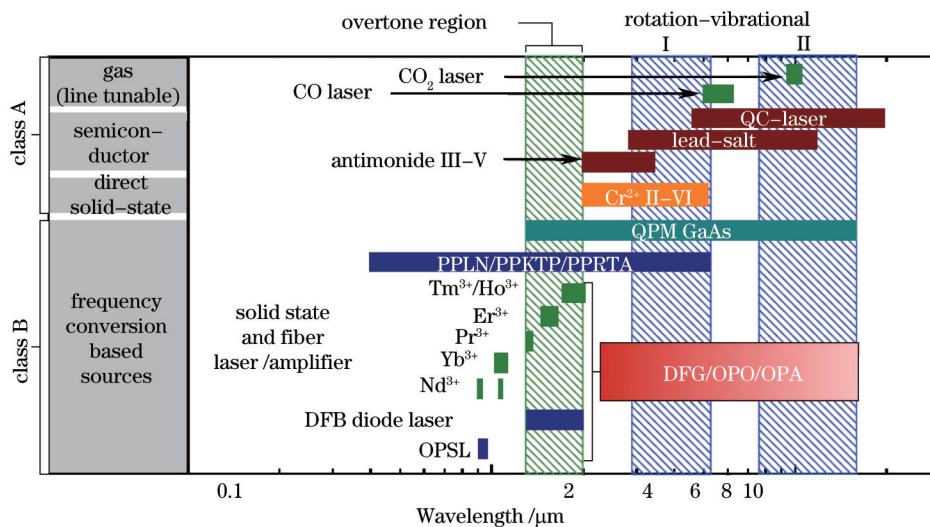 overtone region
rotation–vibrational
I
II
class A
gas
(line tunable)
CO₂ laser
CO laser
QC–laser
semicon-
ductor
lead–salt
antimonide III–V
direct
solid–state
Cr²⁺ II–VI
class B
frequency
conversion
based
sources
QPM GaAs
PPLN/PPKTP/PPRTA
solid state
and fiber
laser /amplifier
Tm³⁺/Ho³⁺
Er³⁺
Pr³⁺
Yb³⁺
Nd³⁺
DFG/OPO/OPA
DFB diode laser
OPSL
0.1 2 4 6 8 10
Wavelength /μm